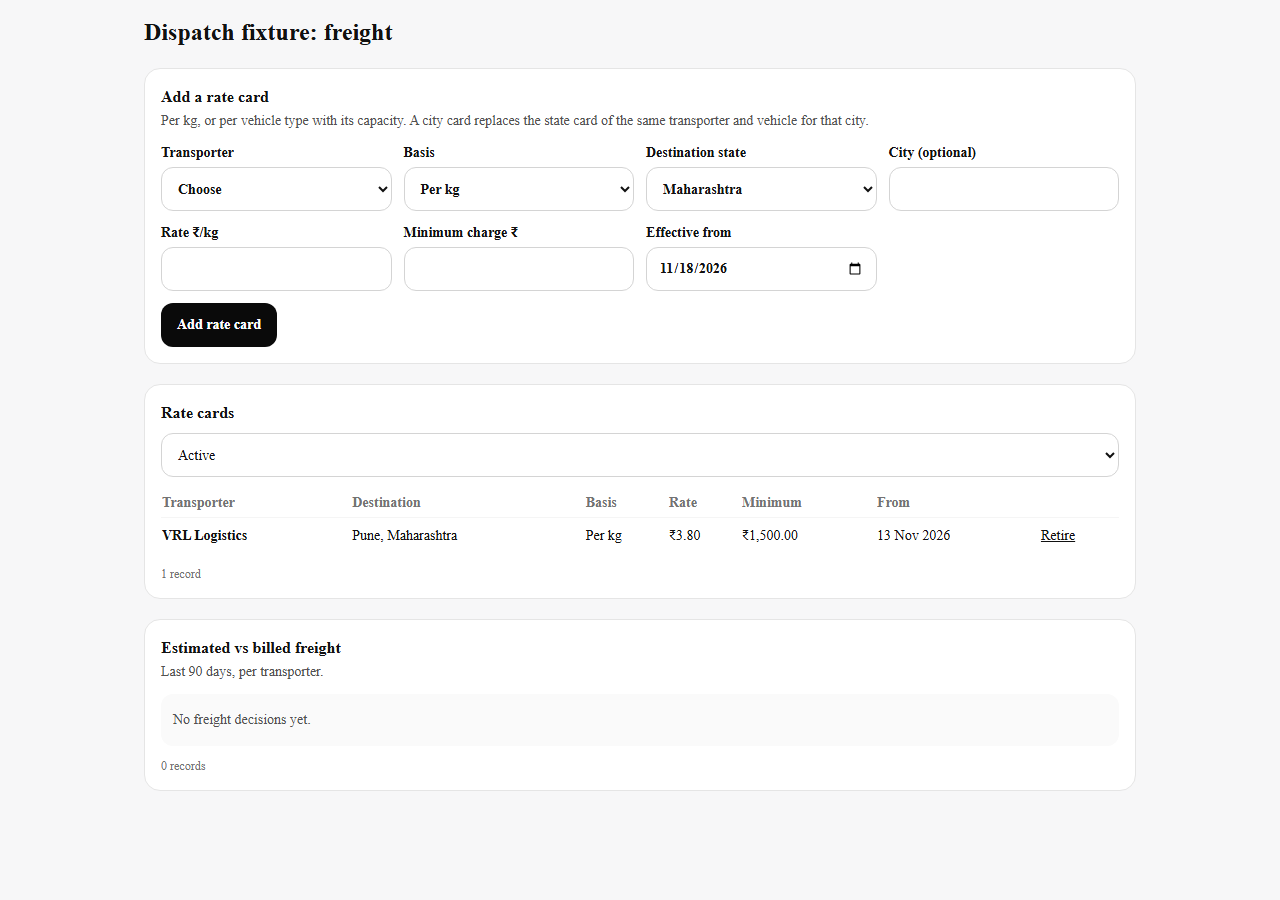 Dispatch fixture: freight
Add a rate card
Per kg, or per vehicle type with its capacity. A city card replaces the state card of the same transporter and vehicle for that city.
Transporter Basis Destination state City (optional)
Choose Per kg Maharashtra
Rate ₹/kg Minimum charge ₹ Effective from
11/18/2026
Add rate card
Rate cards
Active
Transporter Destination Basis Rate Minimum From
VRL Logistics Pune, Maharashtra Per kg ₹3.80 ₹1,500.00 13 Nov 2026 Retire
1 record
Estimated vs billed freight
Last 90 days, per transporter.
No freight decisions yet.
0 records